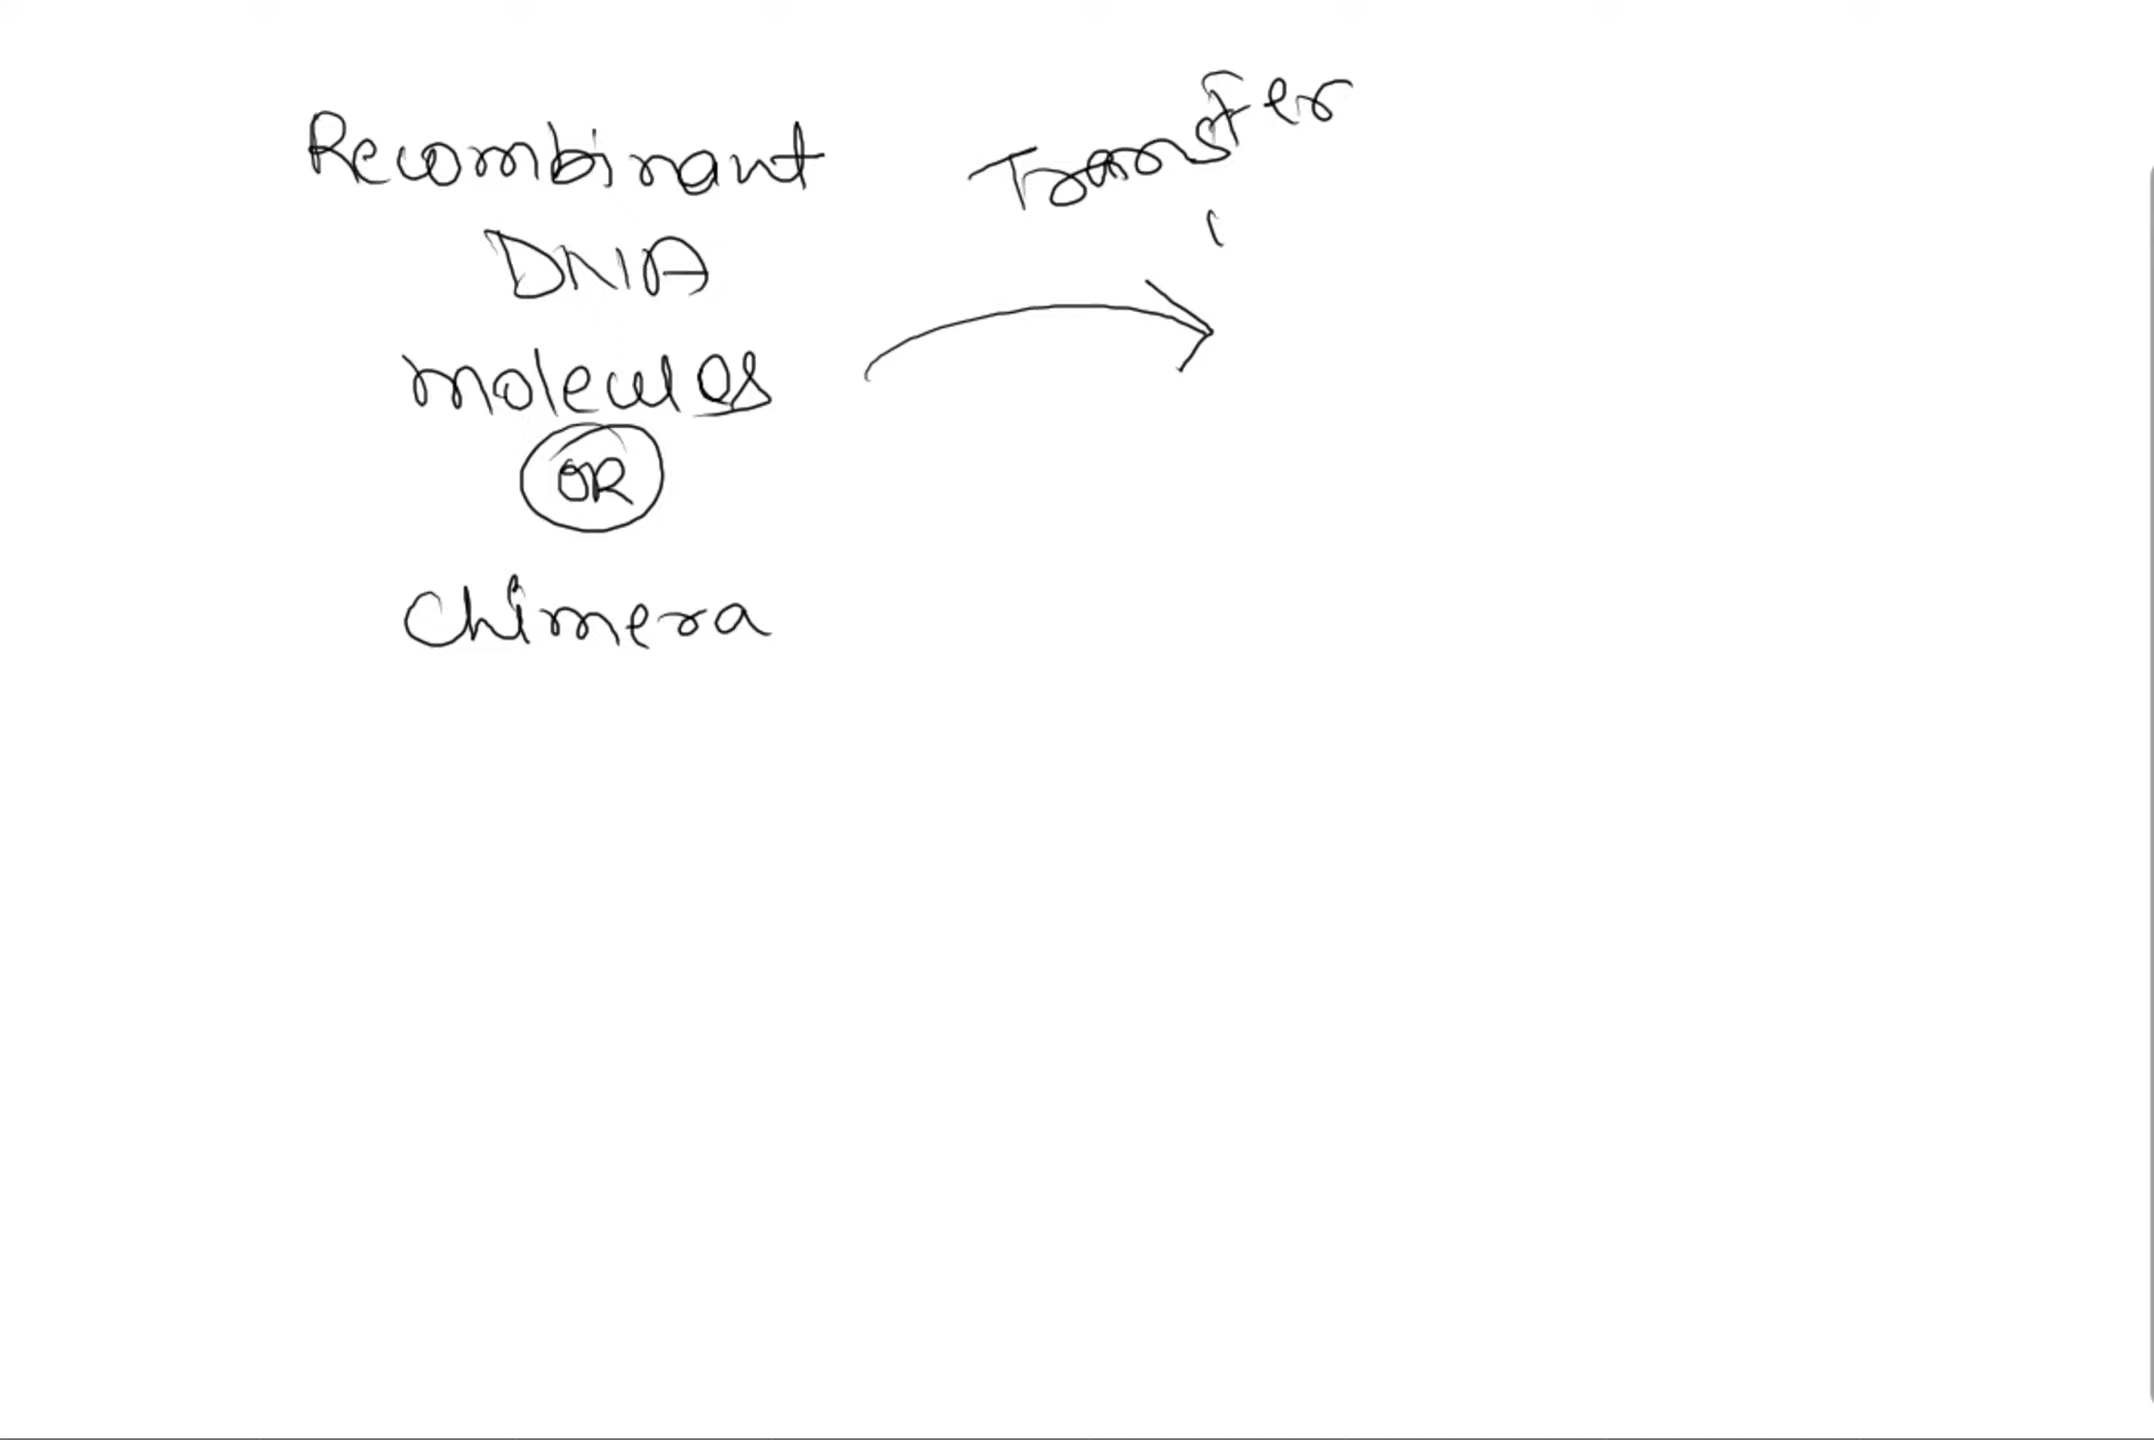 Recombinant
DNA
molecules
OR
Chimera
Transfer